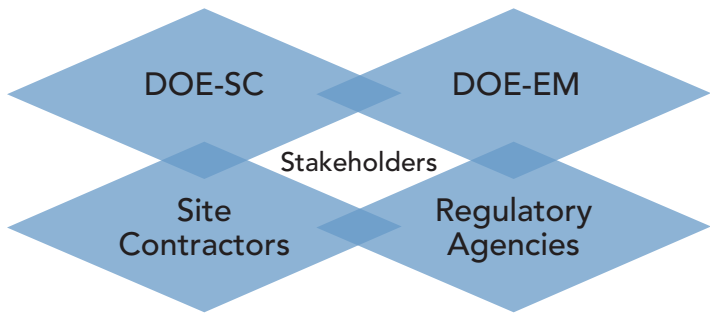 DOE-SC
DOE-EM
Stakeholders
Site
Contractors
Regulatory
Agencies